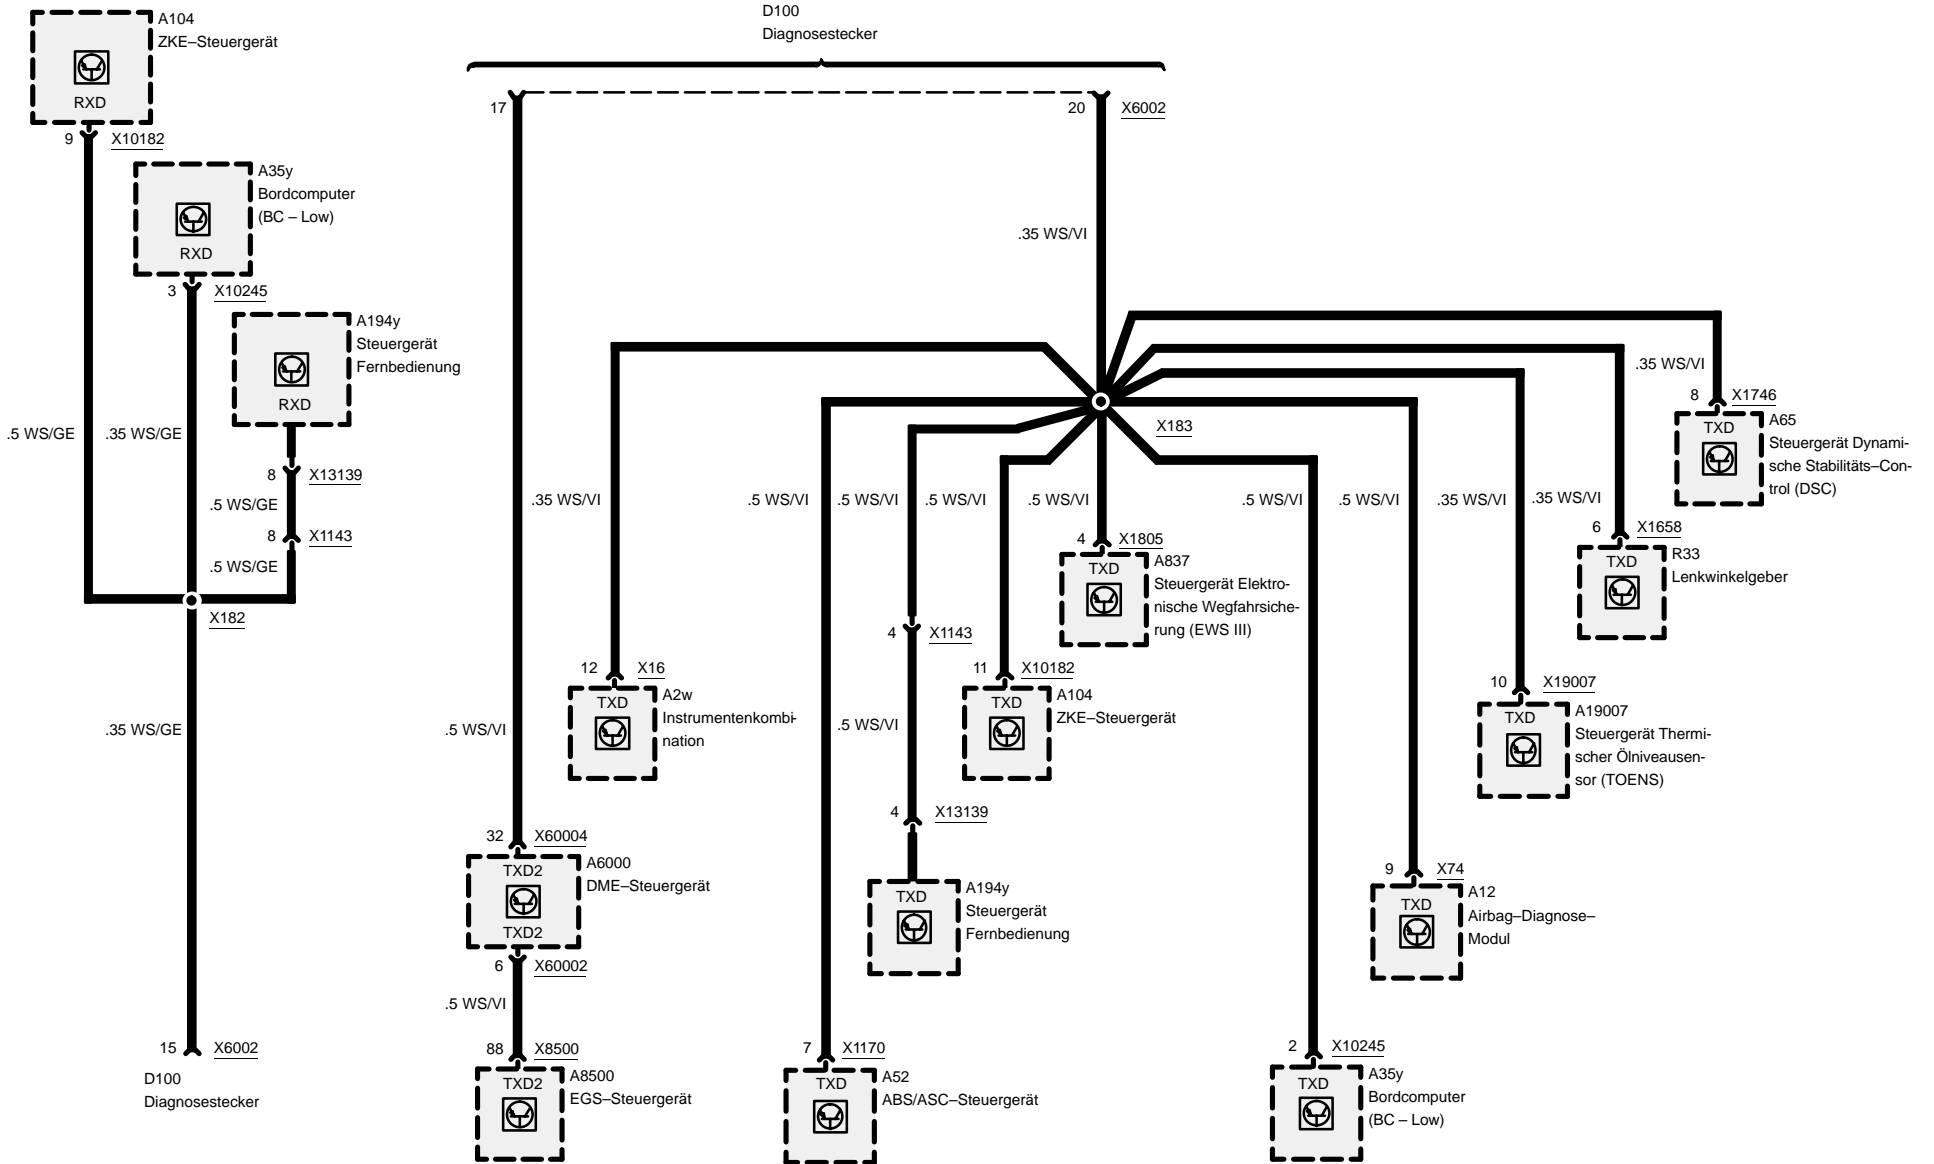 D100
Diagnosestecker
A104
ZKE–Steuergerät
RXD
9 X10182
17
20 X6002
A35y
Bordcomputer
(BC – Low)
RXD
3 X10245
.35 WS/VI
A194y
Steuergerät
Fernbedienung
RXD
.5 WS/GE
.35 WS/GE
8 X13139
.5 WS/GE
8 X1143
.5 WS/GE
X182
.35 WS/GE
15 X6002
D100
Diagnosestecker
X183
.35 WS/VI
8 X1746
TXD
A65
Steuergerät Dynami-
sche Stabilitäts–Con-
trol (DSC)
.35 WS/VI
.5 WS/VI
.5 WS/VI
.5 WS/VI
.5 WS/VI
.5 WS/VI
.5 WS/VI
.35 WS/VI
.35 WS/VI
6 X1658
TXD
R33
Lenkwinkelgeber
4 X1805
TXD
A837
Steuergerät Elektro-
nische Wegfahrsiche-
rung (EWS III)
4 X1143
12 X16
TXD
A2w
Instrumentenkombi-
nation
11 X10182
TXD
A104
ZKE–Steuergerät
10 X19007
TXD
A19007
Steuergerät Thermi-
scher Ölniveausen-
sor (TOENS)
.5 WS/VI
.5 WS/VI
4 X13139
TXD
A194y
Steuergerät
Fernbedienung
32 X60004
TXD2
A6000
DME–Steuergerät
TXD2
6 X60002
.5 WS/VI
88 X8500
TXD2
A8500
EGS–Steuergerät
9 X74
TXD
A12
Airbag–Diagnose–
Modul
7 X1170
TXD
A52
ABS/ASC–Steuergerät
2 X10245
TXD
A35y
Bordcomputer
(BC – Low)